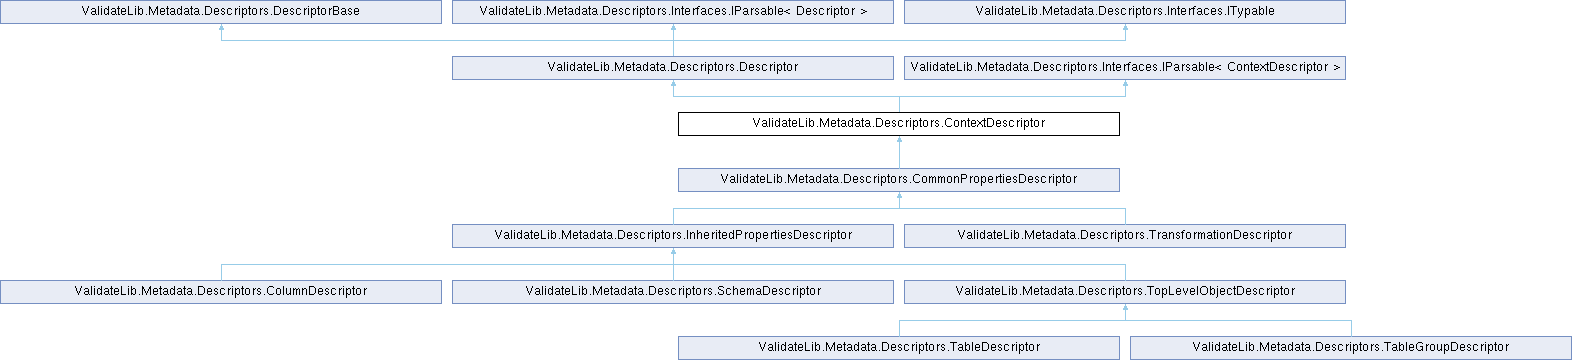 ValidateLib.Metadata.Descriptors.DescriptorBase
ValidateLib.Metadata.Descriptors.Interfaces.IParsable< Descriptor >
ValidateLib.Metadata.Descriptors.Interfaces.ITypable
ValidateLib.Metadata.Descriptors.Descriptor
ValidateLib.Metadata.Descriptors.Interfaces.IParsable< ContextDescriptor >
ValidateLib.Metadata.Descriptors.ContextDescriptor
ValidateLib.Metadata.Descriptors.CommonPropertiesDescriptor
ValidateLib.Metadata.Descriptors.InheritedPropertiesDescriptor
ValidateLib.Metadata.Descriptors.TransformationDescriptor
ValidateLib.Metadata.Descriptors.ColumnDescriptor
ValidateLib.Metadata.Descriptors.SchemaDescriptor
ValidateLib.Metadata.Descriptors.TopLevelObjectDescriptor
ValidateLib.Metadata.Descriptors.TableDescriptor
ValidateLib.Metadata.Descriptors.TableGroupDescriptor